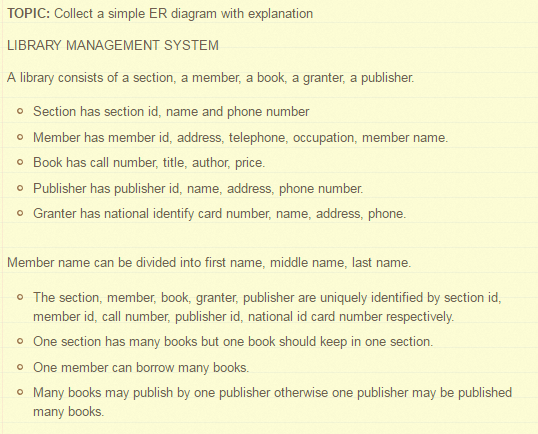 TOPIC: Collect a simple ER diagram with explanation
LIBRARY MANAGEMENT SYSTEM
A library consists of a section, a member, a book, a granter, a publisher.
Section has section id, name and phone number
Member has member id, address, telephone, occupation, member name.
Book has call number, title, author, price.
Publisher has publisher id, name, address, phone number.
Granter has national identify card number, name, address, phone.
Member name can be divided into first name, middle name, last name.
The section, member, book, granter, publisher are uniquely identified by section id,
member id, call number, publisher id, national id card number respectively.
One section has many books but one book should keep in one section.
One member can borrow many books.
Many books may publish by one publisher otherwise one publisher may be published
many books.